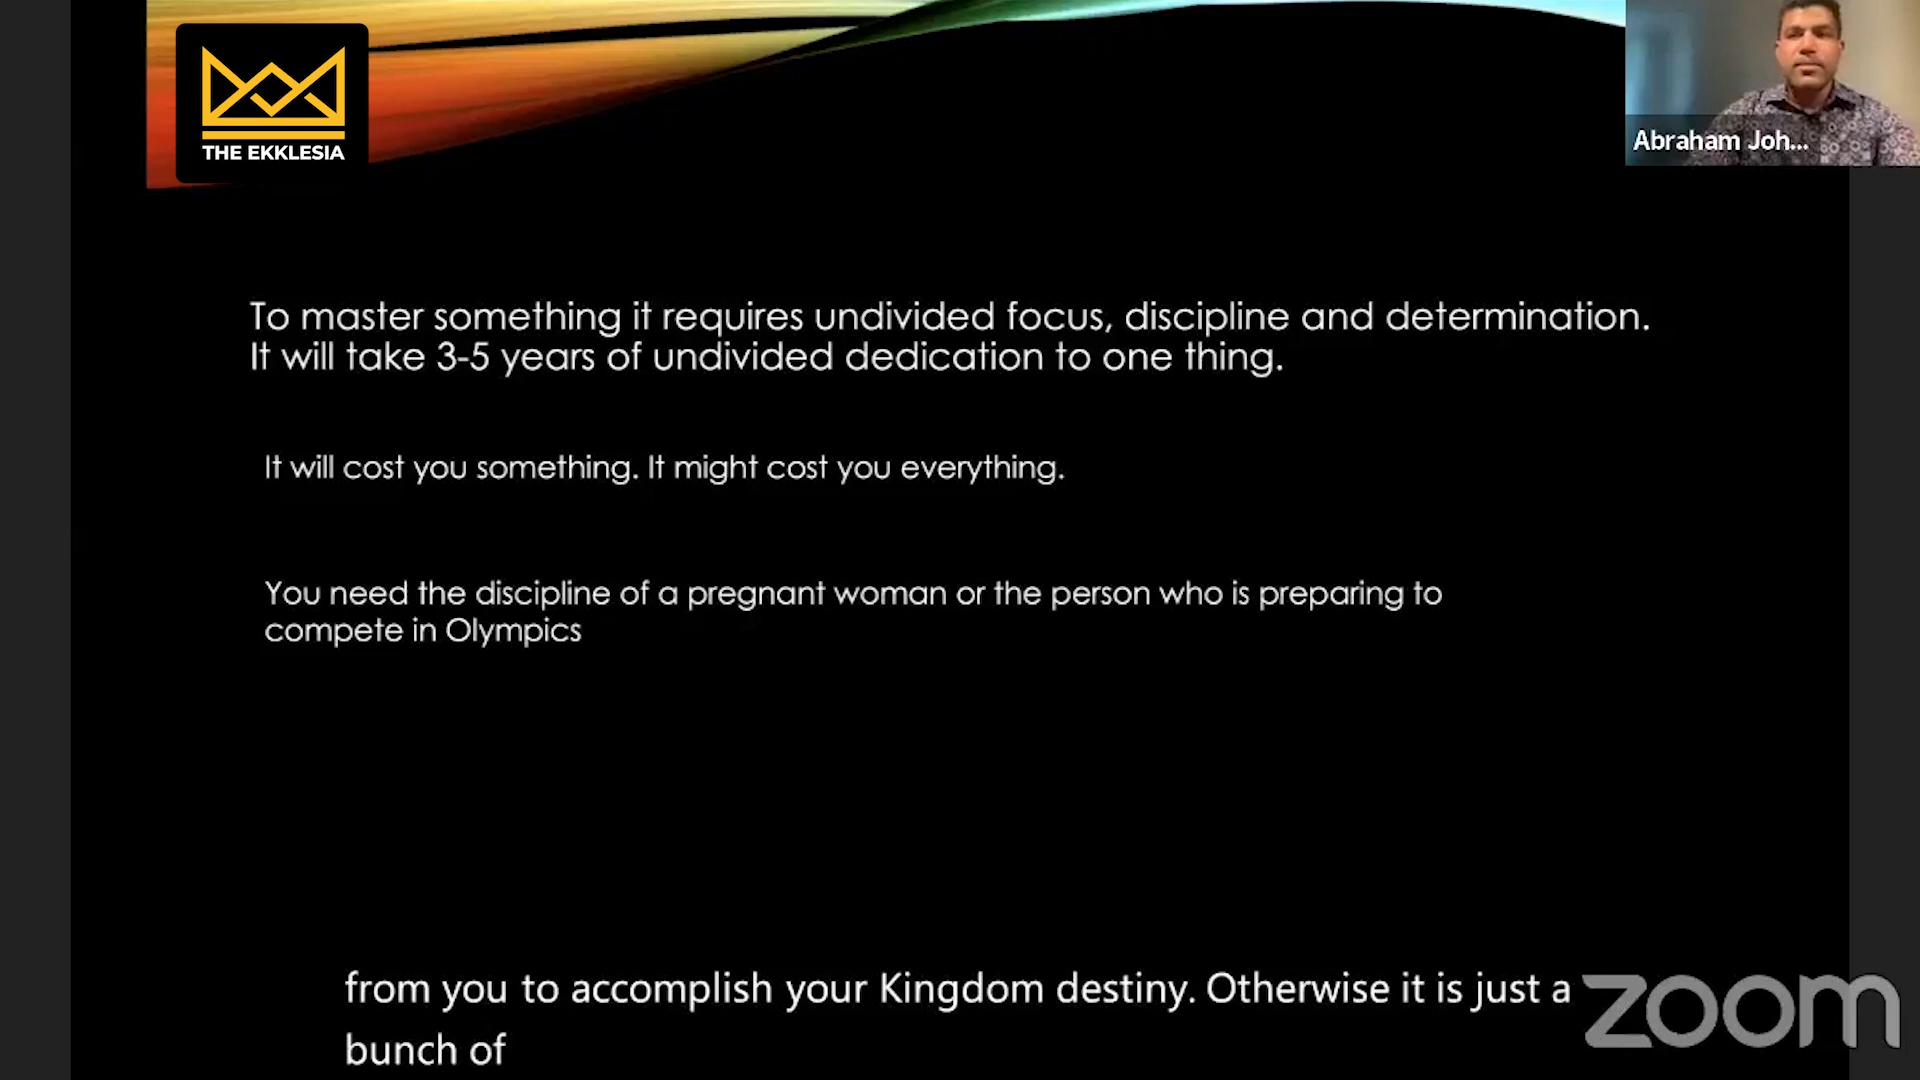 THE EKKLESIA
Abraham Joh...
To master something it requires undivided focus, discipline and determination.
It will take 3-5 years of undivided dedication to one thing.
It will cost you something. It might cost you everything.
You need the discipline of a pregnant woman or the person who is preparing to
compete in Olympics
from you to accomplish your Kingdom destiny. Otherwise it is just a
bunch of
zoom